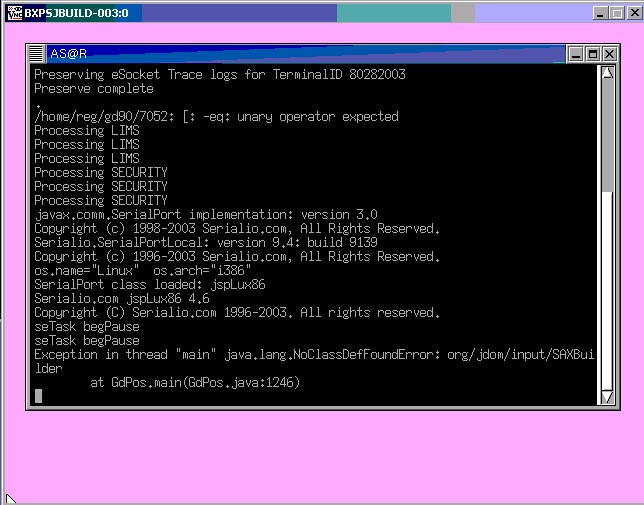 BXPSJBUILD-003:0
AS@R
Preserving eSocket Trace logs for TerminalID 80282003
Preserve complete
.
/home/reg/gd90/7052: [: -eq: unary operator expected
Processing LIMS
Processing LIMS
Processing LIMS
Processing SECURITY
Processing SECURITY
Processing SECURITY
javax.comm.SerialPort implementation: version 3.0
Copyright (c) 1998-2003 Serialio.com, All Rights Reserved.
Serialio.SerialPortLocal: version 9.4: build 9139
Copyright (c) 1996-2003 Serialio.com, All Rights Reserved.
os.name="Linux"  os.arch="i386"
SerialPort class loaded: jspLux86
Serialio.com jspLux86 4.6
Copyright (C) Serialio.com 1996-2003. All rights reserved.
seTask begPause
seTask begPause
Exception in thread "main" java.lang.NoClassDefFoundError: org/jdom/input/SAXBui
lder
        at GdPos.main(GdPos.java:1246)